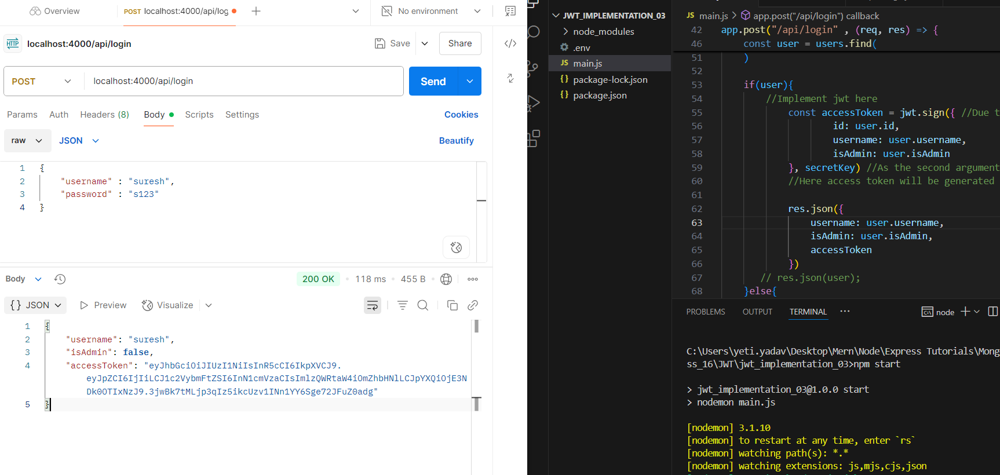 Overview
POST localhost:4000/api/log
No environment
HTTP localhost:4000/api/login
Save
Share
POST
localhost:4000/api/login
Send
Params Auth Headers (8) Body Scripts Settings Cookies
raw JSON Beautify
1 {
2 "username" : "suresh",
3 "password" : "s123"
4 }
Body 200 OK 118 ms 455 B
{} JSON Preview Visualize
1 {
2 "username": "suresh",
3 "isAdmin": false,
4 "accessToken": "eyJhbGciOiJIUzI1NiIsInR5cCI6IkpXVCJ9.
eyJpZCI6IjIiLCJ1c2VybmFtZSI6InN1cmVzaCIsImlzQWRtaW4iOmZhbHNlLCJpYXQiOjE3N
Dk0OTIxNzJ9.3jwBk7tMLjp3qIz5ikcUzv1INn1YY6Sge72JFuZ0adg"
5 }
JWT_IMPLEMENTATION_03
node_modules
.env
JS main.js
{} package-lock.json
{} package.json
JS main.js > app.post("/api/login") callback
42 app.post("/api/login" , (req, res) => {
46 const user = users.find(
51 )
52
53 if(user){
54 //Implement jwt here
55 const accessToken = jwt.sign({ //Due t
56 id: user.id,
57 username: user.username,
58 isAdmin: user.isAdmin
59 }, secretKey) //As the second argument
60 //Here access token will be generated
61
62 res.json({
63 username: user.username,
64 isAdmin: user.isAdmin,
65 accessToken
66 })
67 // res.json(user);
68 }else{
PROBLEMS OUTPUT TERMINAL ··· node
C:\Users\yeti.yadav\Desktop\Mern\Node\Express Tutorials\Mong
ss_16\JWT\jwt_implementation_03>npm start
> jwt_implementation_03@1.0.0 start
> nodemon main.js
[nodemon] 3.1.10
[nodemon] to restart at any time, enter `rs`
[nodemon] watching path(s): *.*
[nodemon] watching extensions: js,mjs,cjs,json